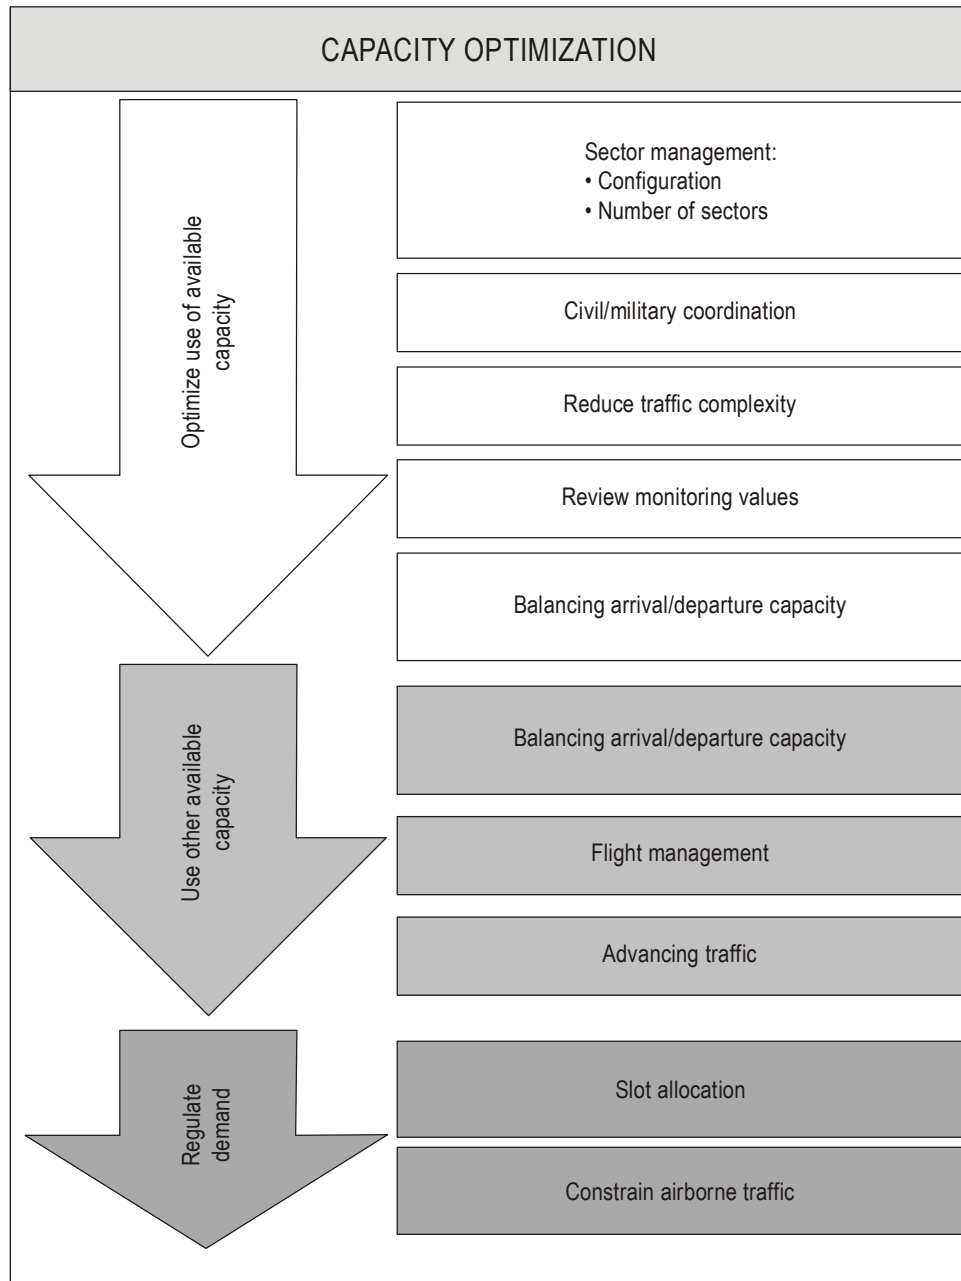 CAPACITY OPTIMIZATION
Optimize use of available
capacity
Sector management:
• Configuration
• Number of sectors
Civil/military coordination
Reduce traffic complexity
Review monitoring values
Balancing arrival/departure capacity
Use other available
capacity
Balancing arrival/departure capacity
Flight management
Advancing traffic
Regulate
demand
Slot allocation
Constrain airborne traffic